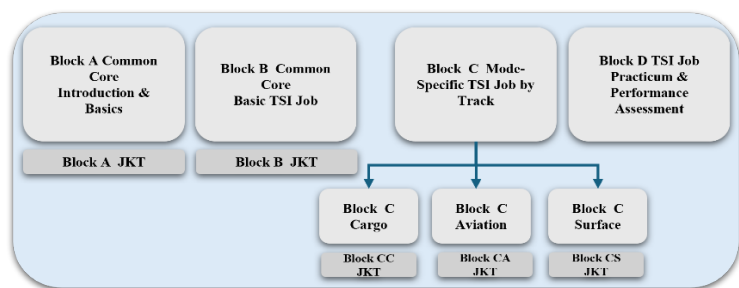 Block A Common
Core
Introduction &
Basics
Block B Common
Core
Basic TSI Job
Block C Mode-
Specific TSI Job by
Track
Block D TSI Job
Practicum &
Performance
Assessment
Block A JKT
Block B JKT
Block C
Cargo
Block C
Aviation
Block C
Surface
Block CC
JKT
Block CA
JKT
Block CS
JKT